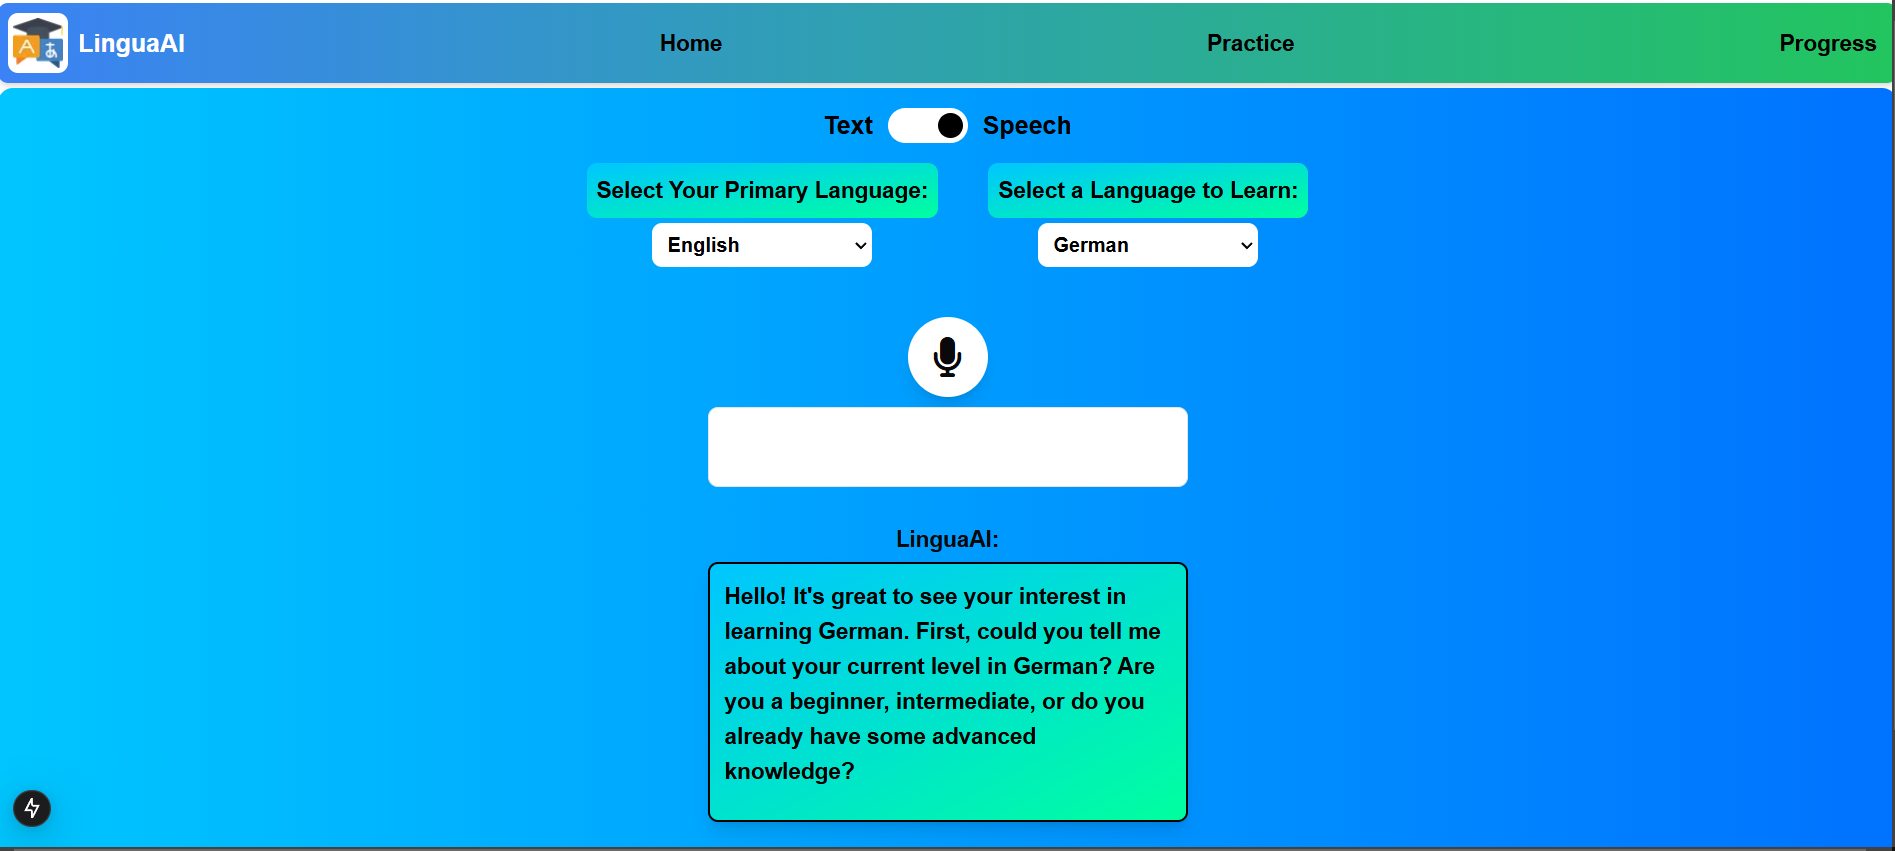 A あ LinguaAI Home Practice Progress
Text Speech
Select Your Primary Language: Select a Language to Learn:
English German
LinguaAI:
Hello! It's great to see your interest in
learning German. First, could you tell me
about your current level in German? Are
you a beginner, intermediate, or do you
already have some advanced
knowledge?